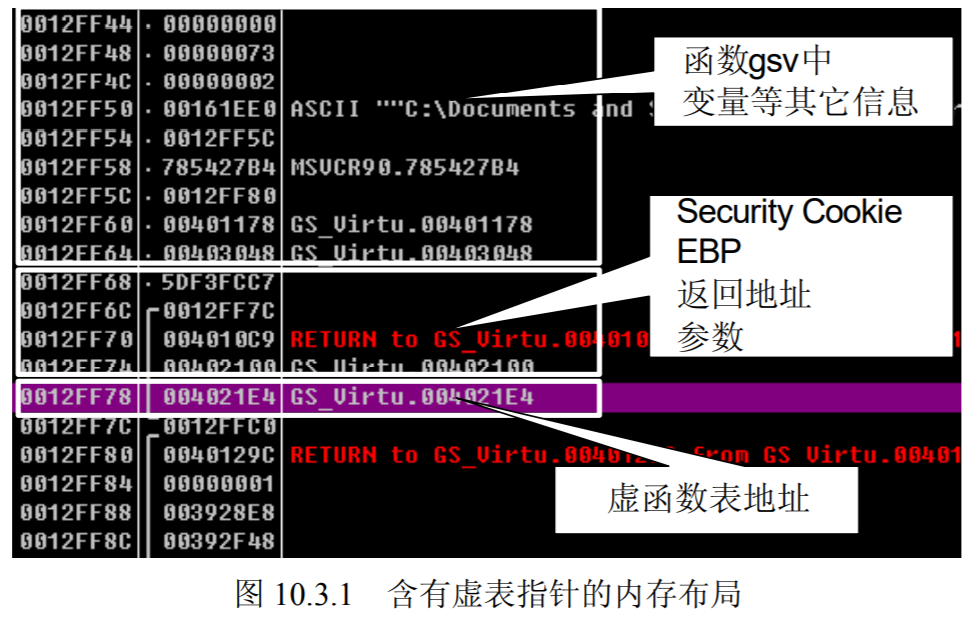 0012FF44 · 00000000
0012FF48 · 00000073
0012FF4C · 00000002
0012FF50 · 00161EE0 ASCII ""C:\Documents and S
0012FF54 · 0012FF5C
0012FF58 · 785427B4 MSVCR90.785427B4
0012FF5C · 0012FF80
0012FF60 · 00401178 GS_Virtu.00401178
0012FF64 · 00403048 GS_Virtu.00403048
0012FF68 · 5DF3FCC7
0012FF6C 0012FF7C
0012FF70 004010C9 RETURN to GS_Virtu.004010
0012FF74 00402100 GS_Virtu.00402100
0012FF78 004021E4 GS_Virtu.004021E4
0012FF7C 0012FFC0
0012FF80 0040129C RETURN to GS_Virtu.0040129 from GS_Virtu.00401
0012FF84 00000001
0012FF88 003928E8
0012FF8C 00392F48
函数gsv中
变量等其它信息
Security Cookie
EBP
返回地址
参数
虚函数表地址
图 10.3.1 含有虚表指针的内存布局